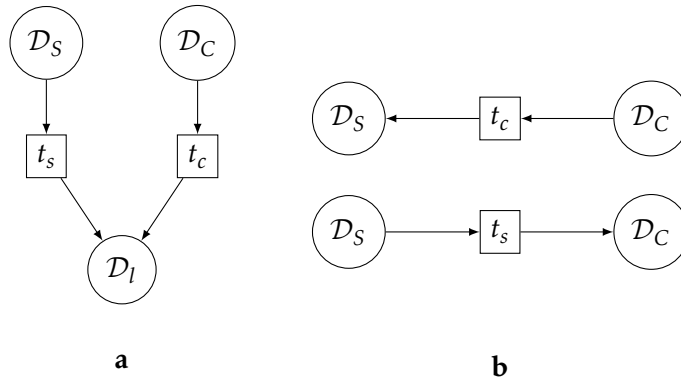 𝒟_S 𝒟_C
t_s t_c
𝒟_l
a
𝒟_S t_c 𝒟_C
𝒟_S t_s 𝒟_C
b